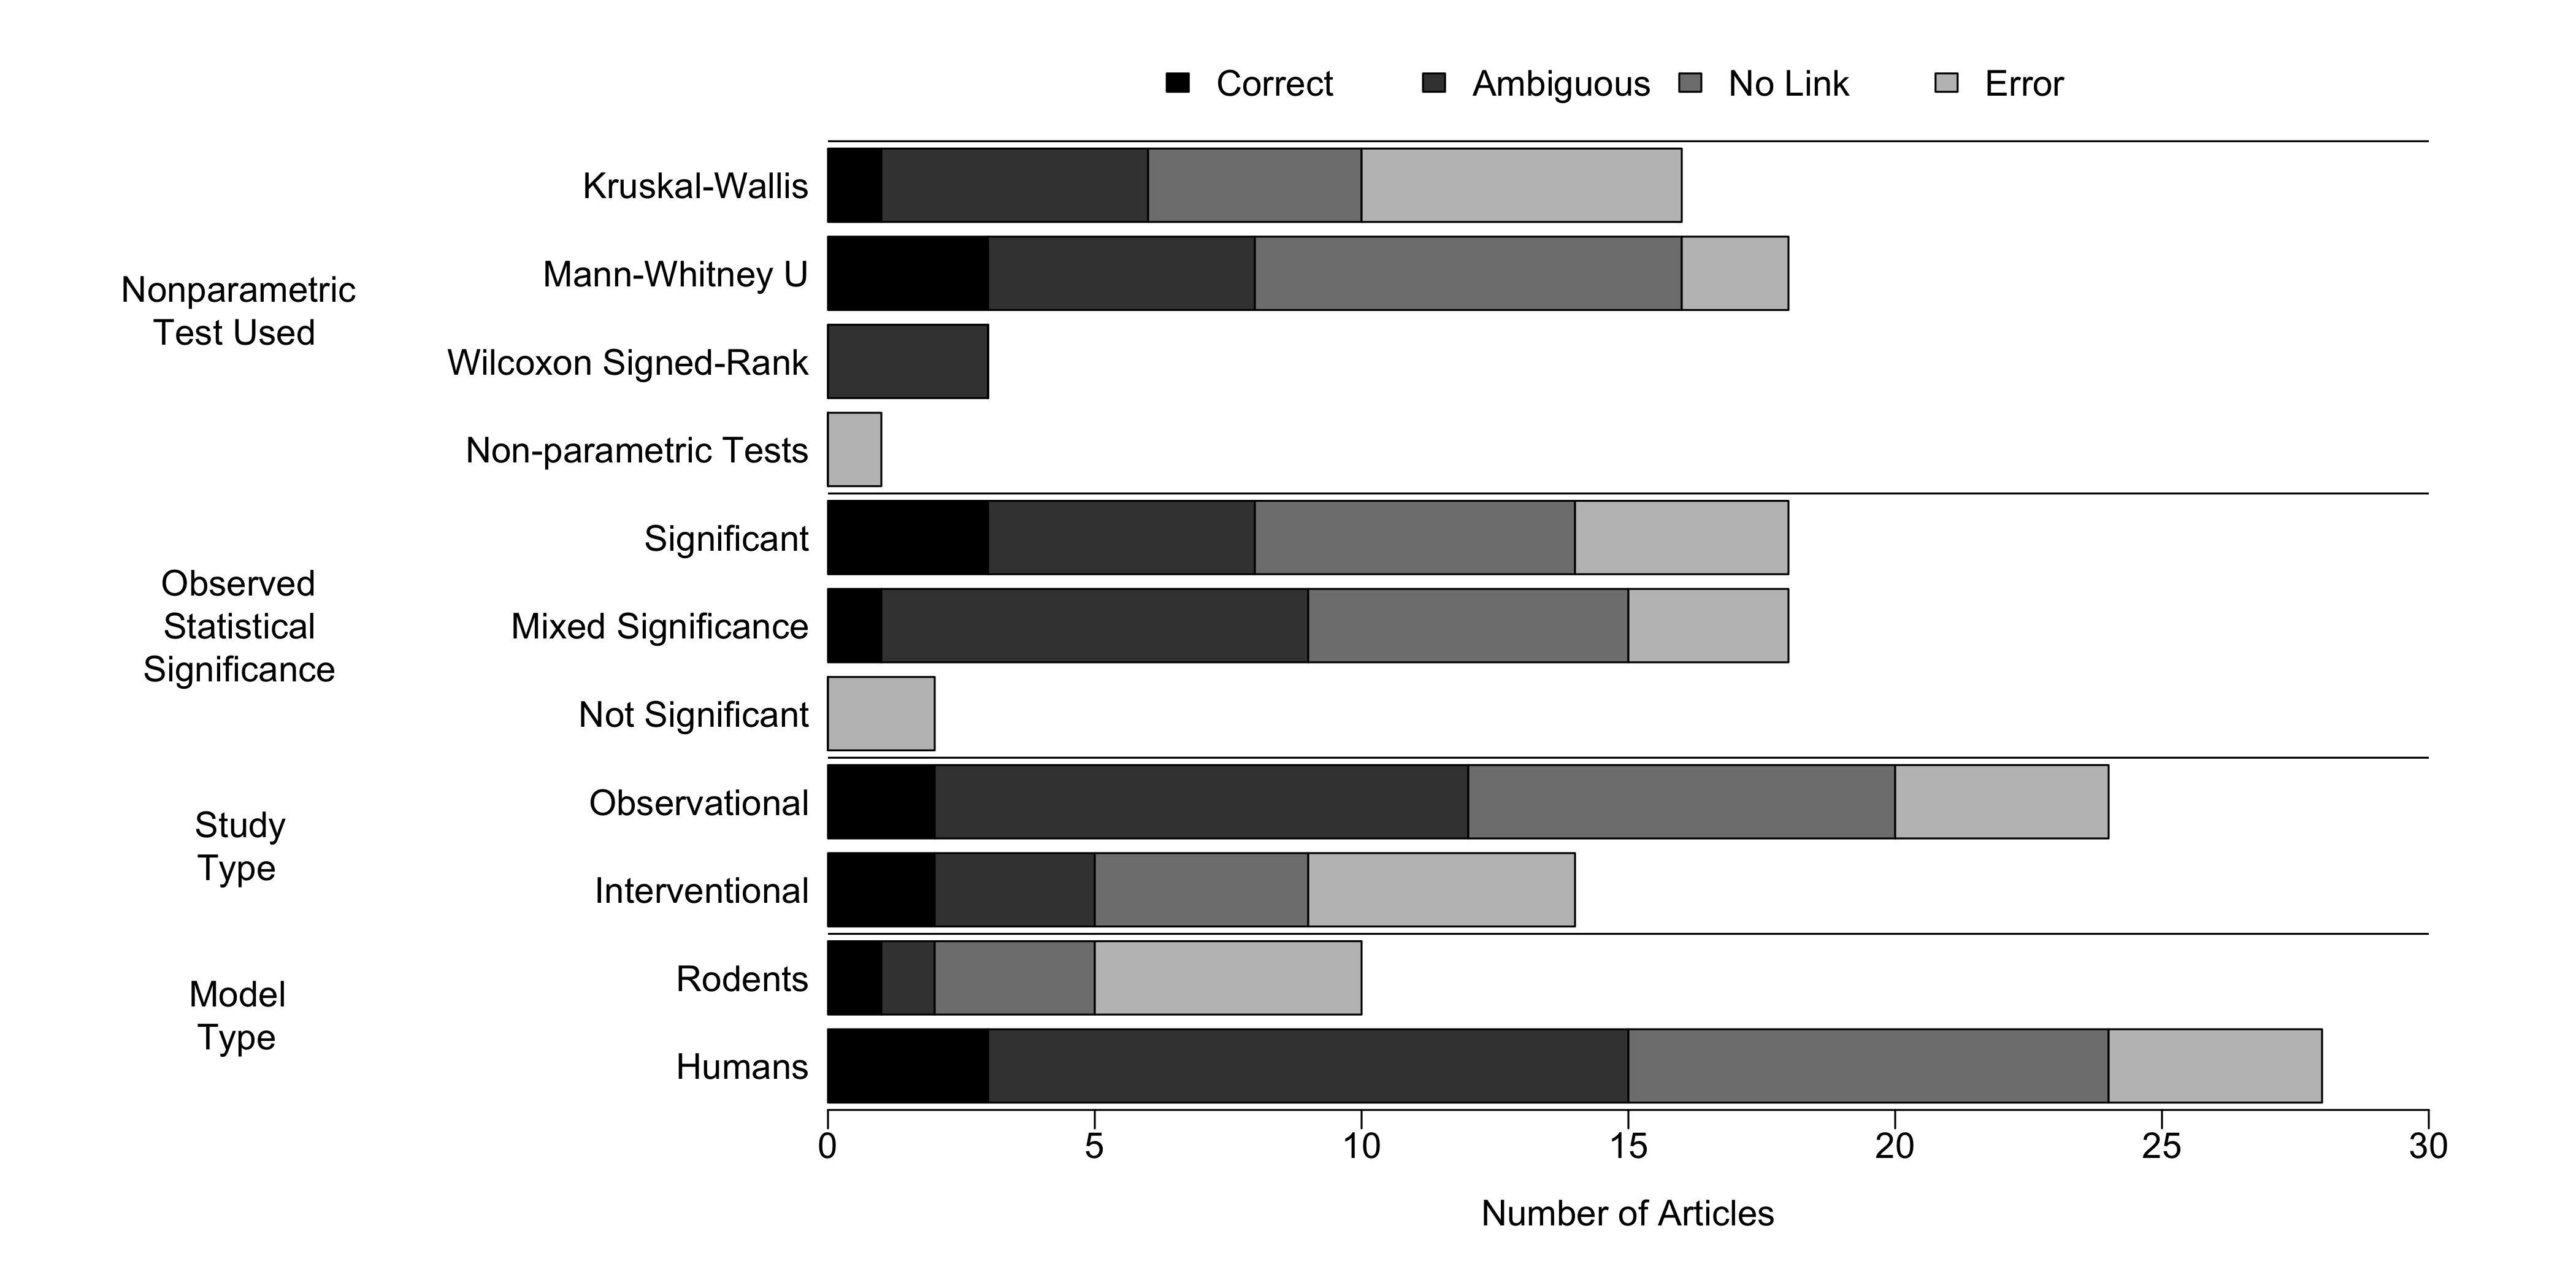 Correct
Ambiguous
No Link
Error
Nonparametric
Test Used
Kruskal-Wallis
Mann-Whitney U
Wilcoxon Signed-Rank
Non-parametric Tests
Observed
Statistical
Significance
Significant
Mixed Significance
Not Significant
Study
Type
Observational
Interventional
Model
Type
Rodents
Humans
0 5 10 15 20 25 30
Number of Articles